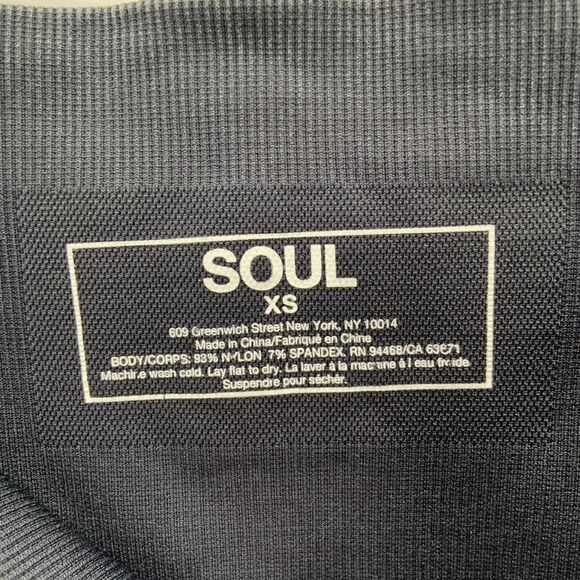 SOUL
XS
609 Greenwich Street New York, NY 10014
Made in China/Fabriqué en Chine
BODY/CORPS: 93% NYLON 7% SPANDEX, RN 94468/CA 63671
Machine wash cold. Lay flat to dry. La laver à la machine à l eau froide
Suspendre pour sécher.